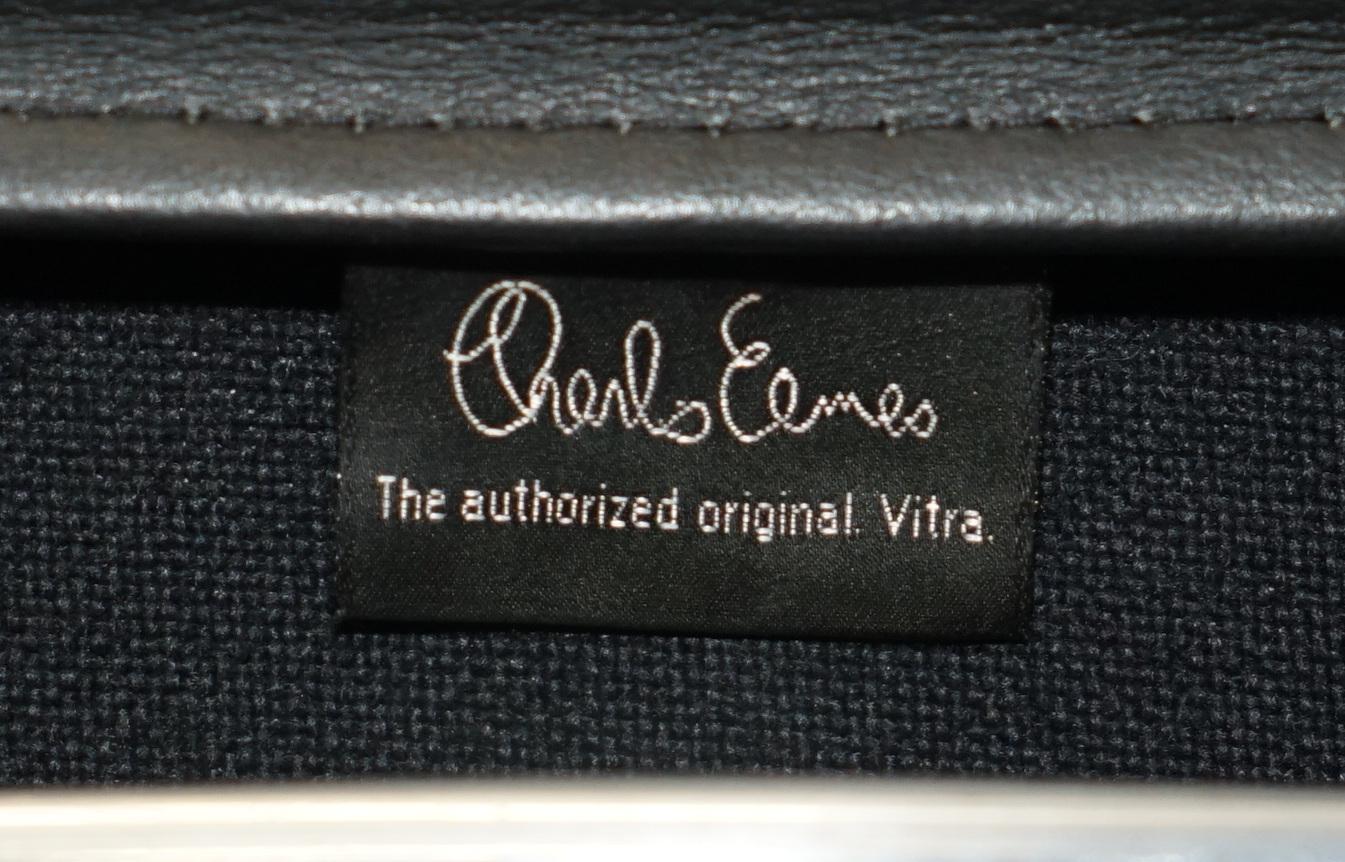 Charles Eames
The authorized original. Vitra.